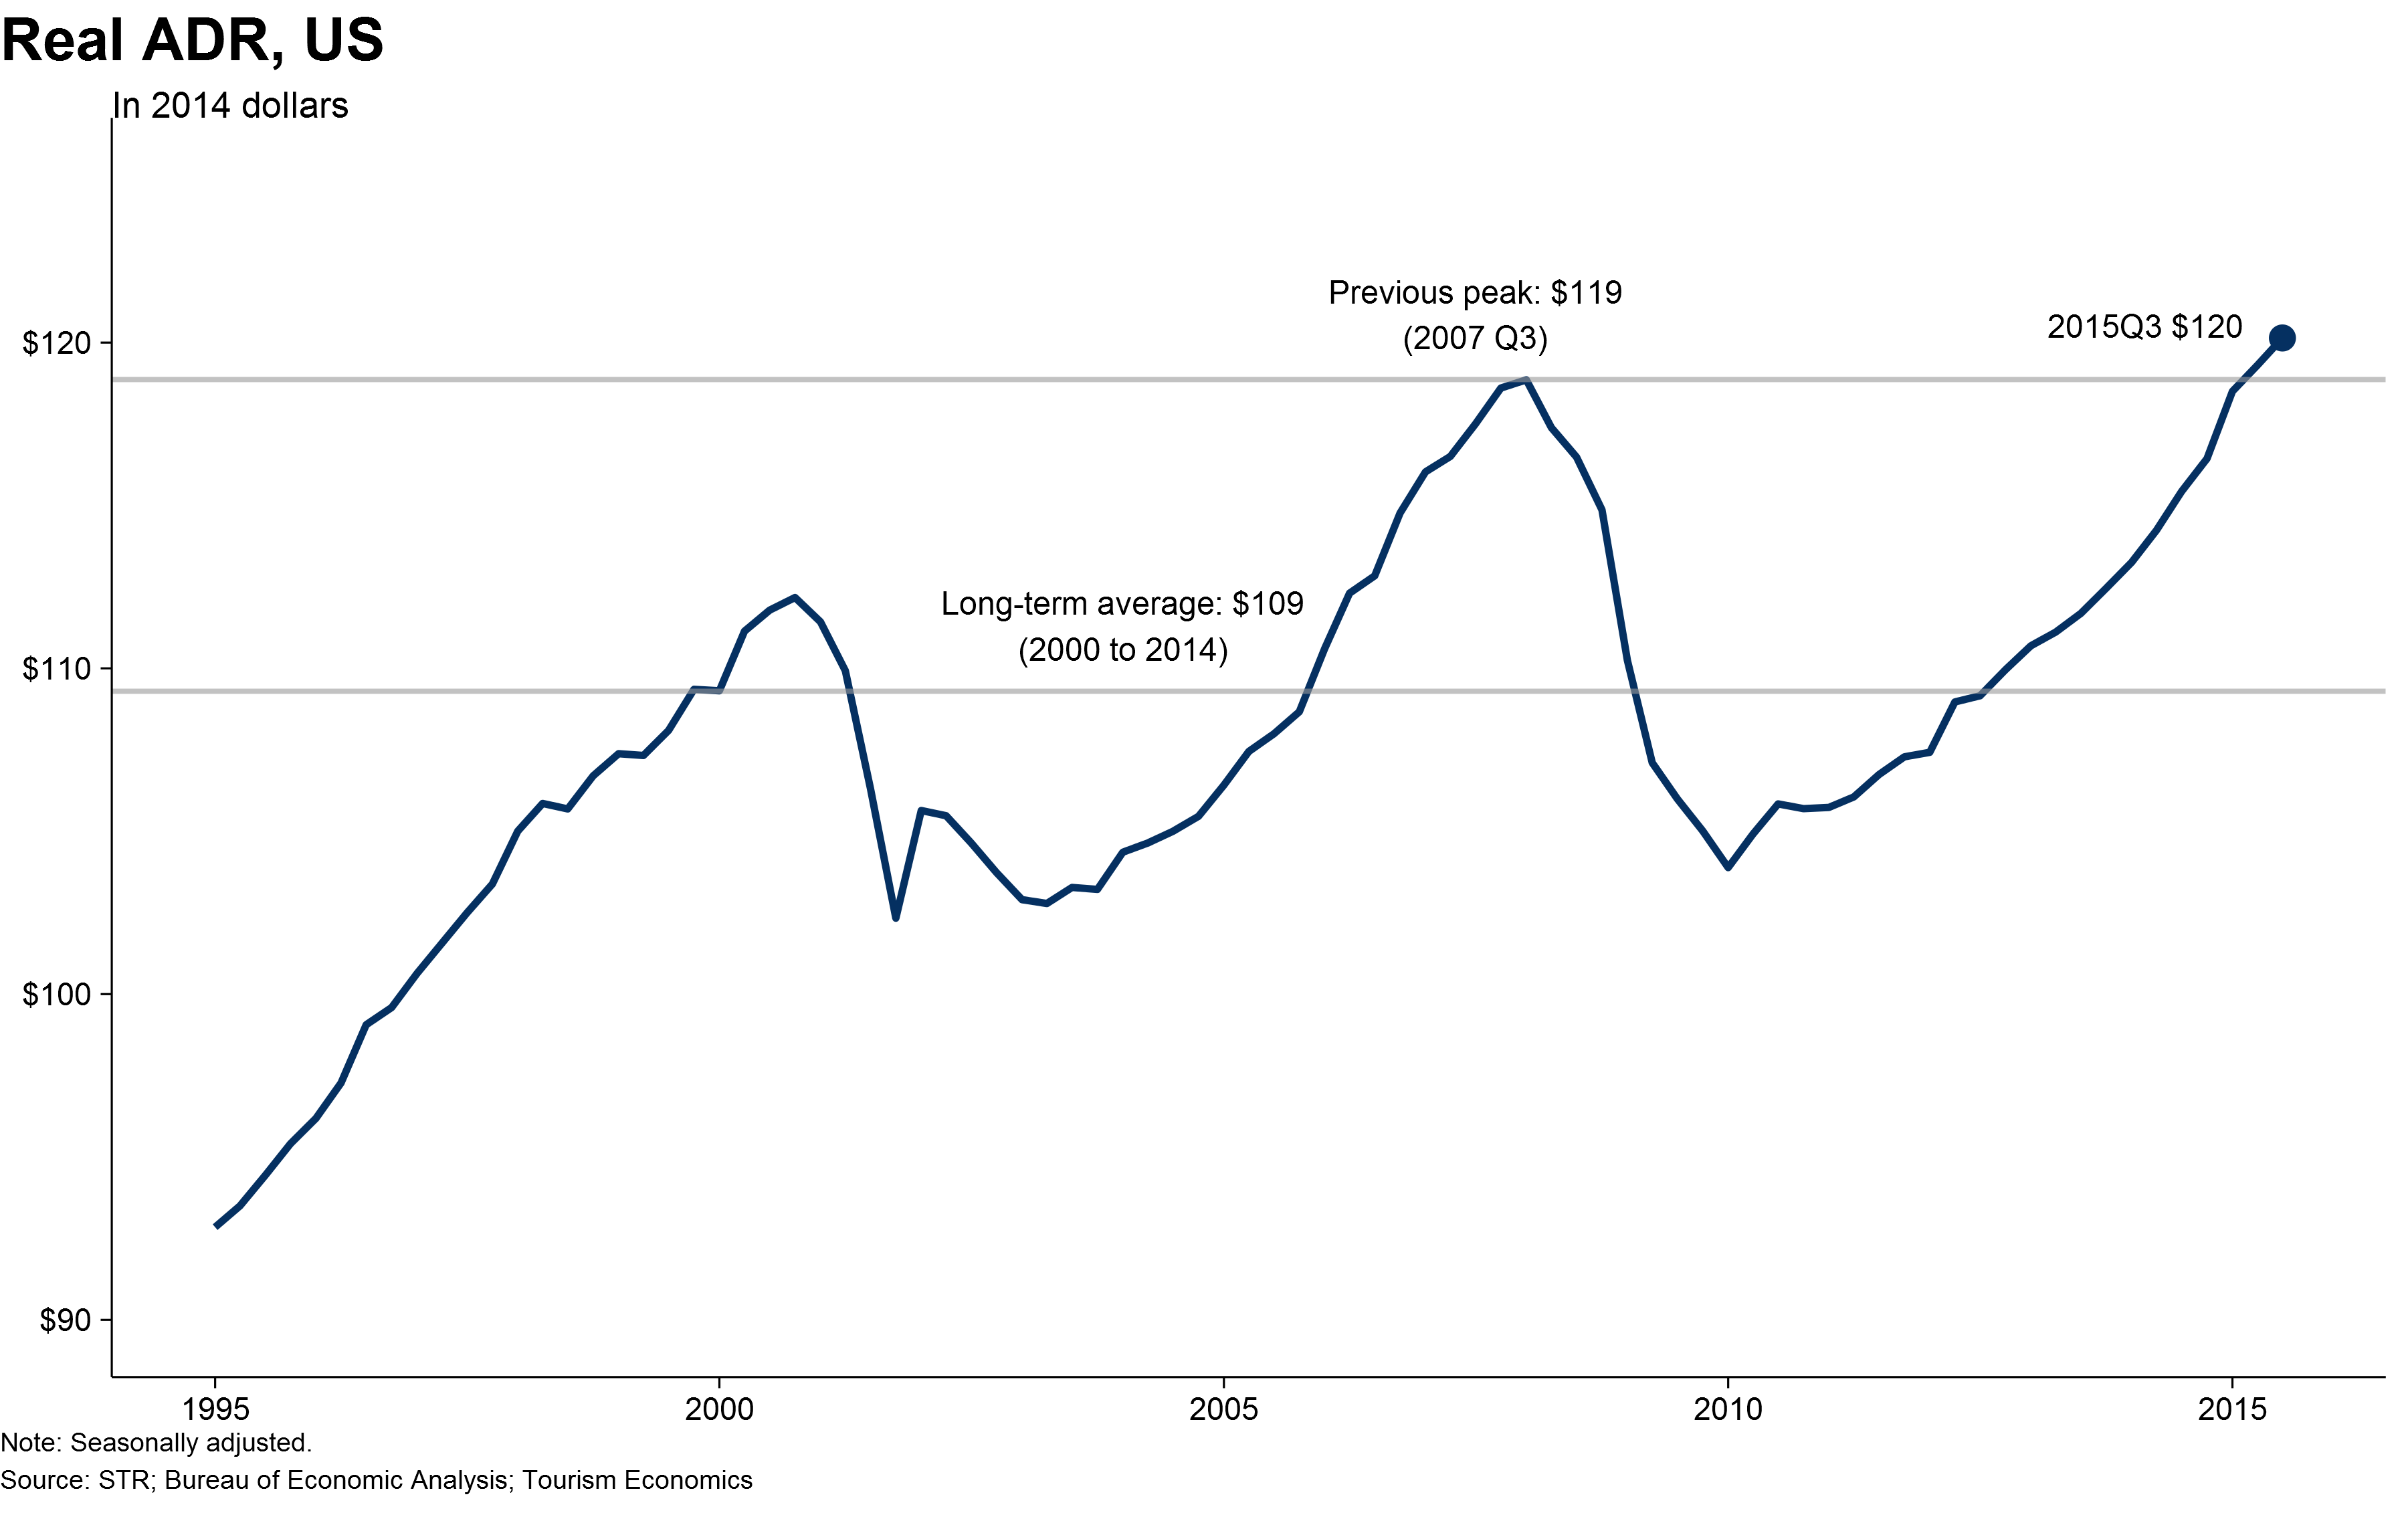 Real ADR, US
In 2014 dollars
Previous peak: $119
(2007 Q3)
2015Q3 $120
$120
Long-term average: $109
(2000 to 2014)
$110
$100
$90
1995 2000 2005 2010 2015
Note: Seasonally adjusted.
Source: STR; Bureau of Economic Analysis; Tourism Economics